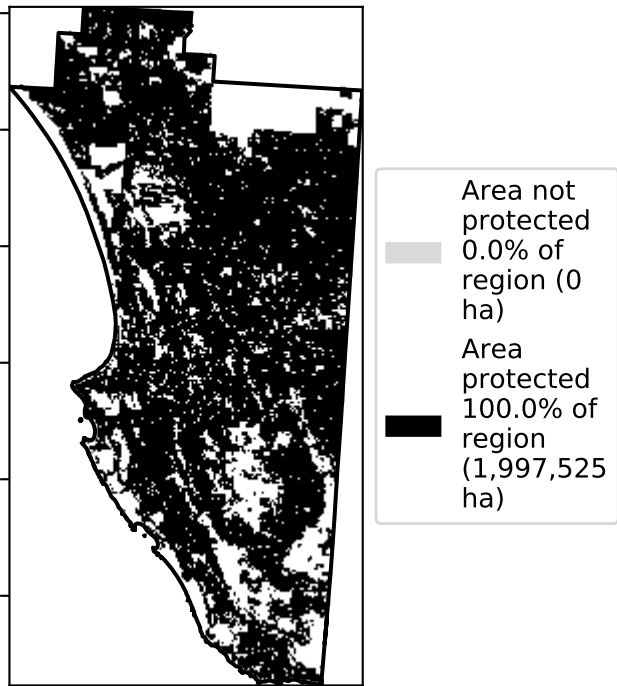 Area not
protected
0.0% of
region (0
ha)
Area
protected
100.0% of
region
(1,997,525
ha)